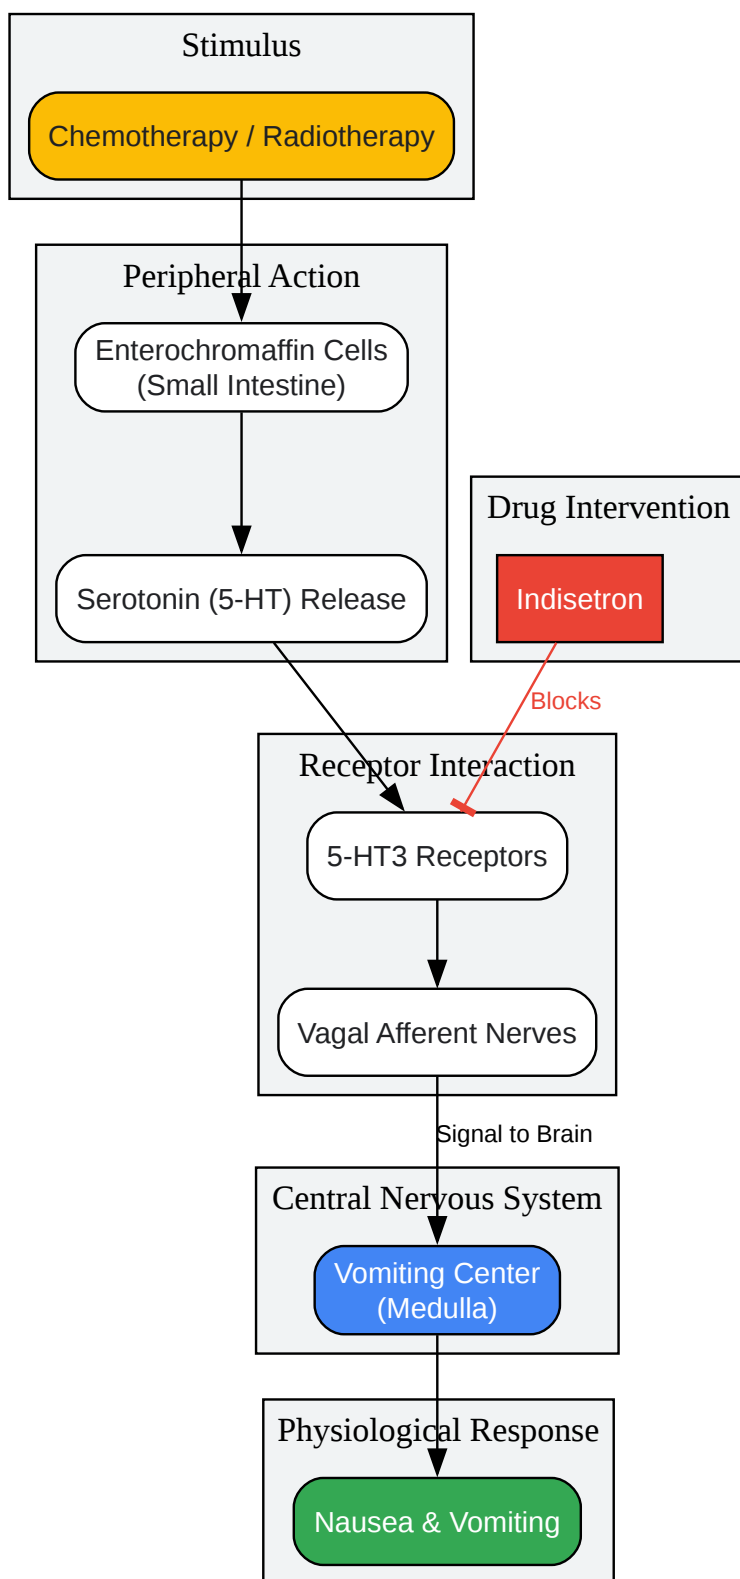 Stimulus
Chemotherapy / Radiotherapy
Peripheral Action
Enterochromaffin Cells
(Small Intestine)
Serotonin (5-HT) Release
Drug Intervention
Indisetron
Blocks
Receptor Interaction
5-HT3 Receptors
Vagal Afferent Nerves
Signal to Brain
Central Nervous System
Vomiting Center
(Medulla)
Physiological Response
Nausea & Vomiting